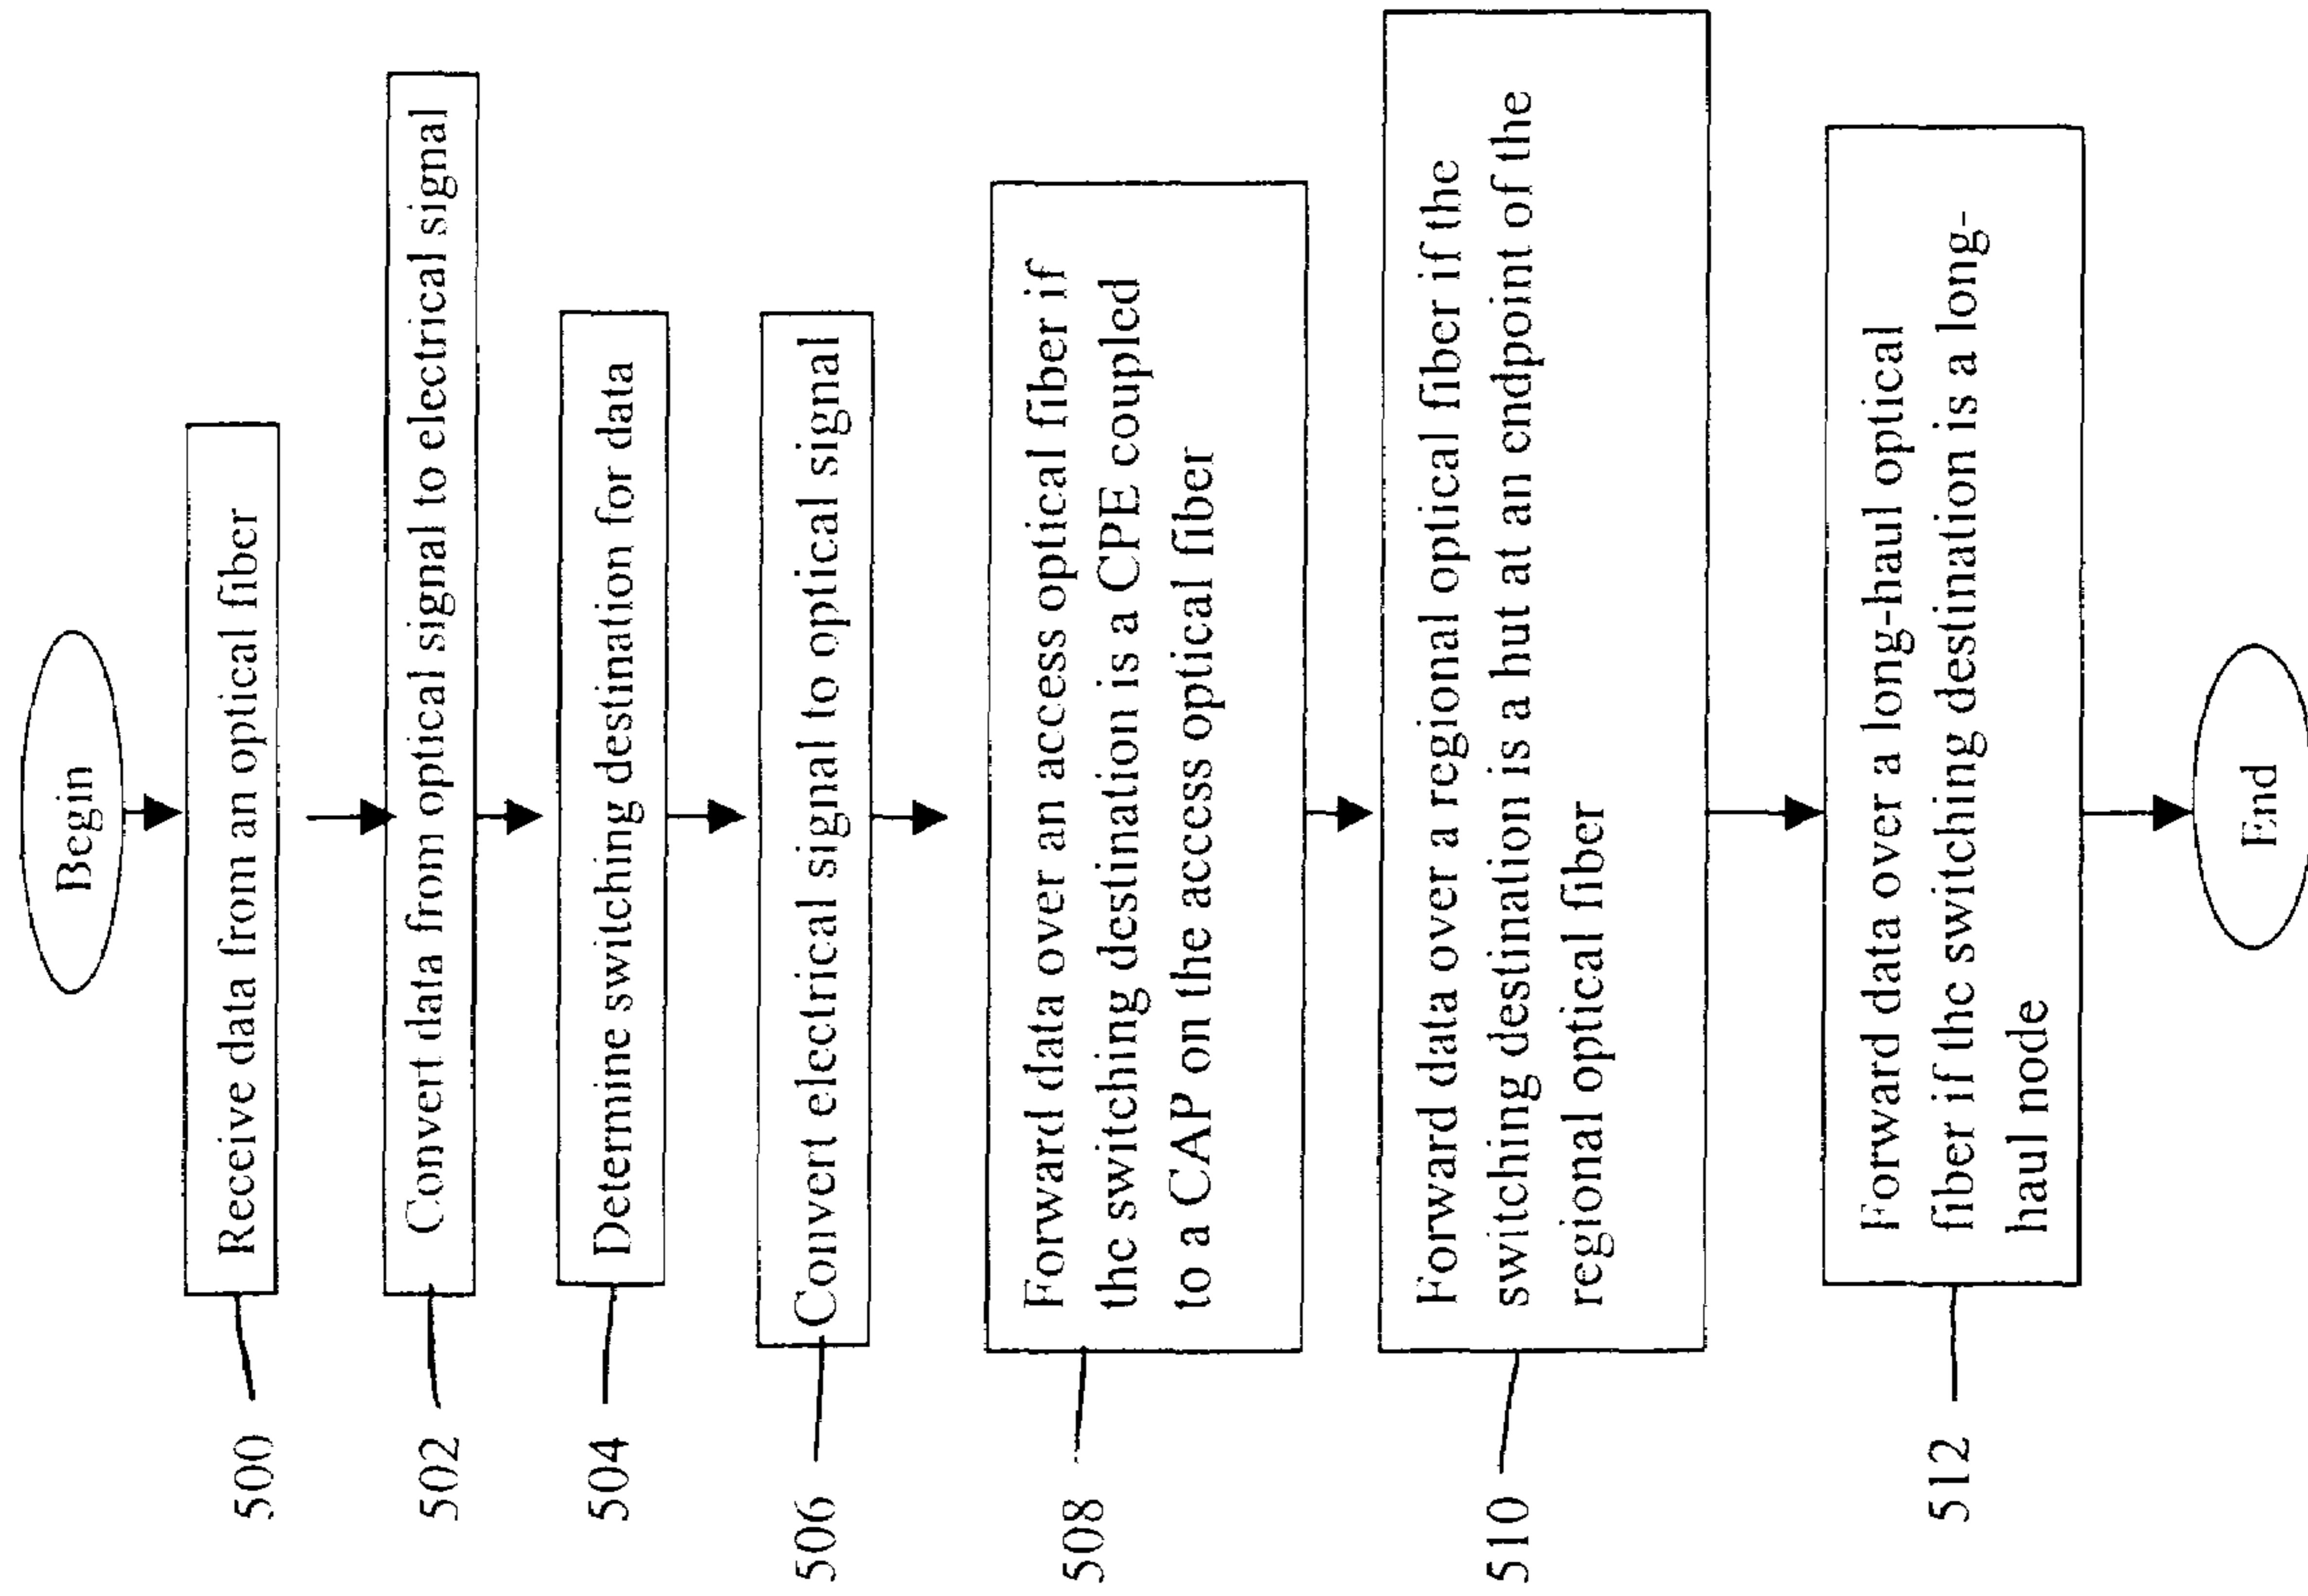 Begin
500
Receive data from an optical fiber
502
Convert data from optical signal to electrical signal
504
Determine switching destination for data
506
Convert electrical signal to optical signal
508
Forward data over an access optical fiber if
the switching destination is a CPE coupled
to a CAP on the access optical fiber
510
Forward data over a regional optical fiber if the
switching destination is a hut at an endpoint of the
regional optical fiber
512
Forward data over a long-haul optical
fiber if the switching destination is a long-
haul node
End